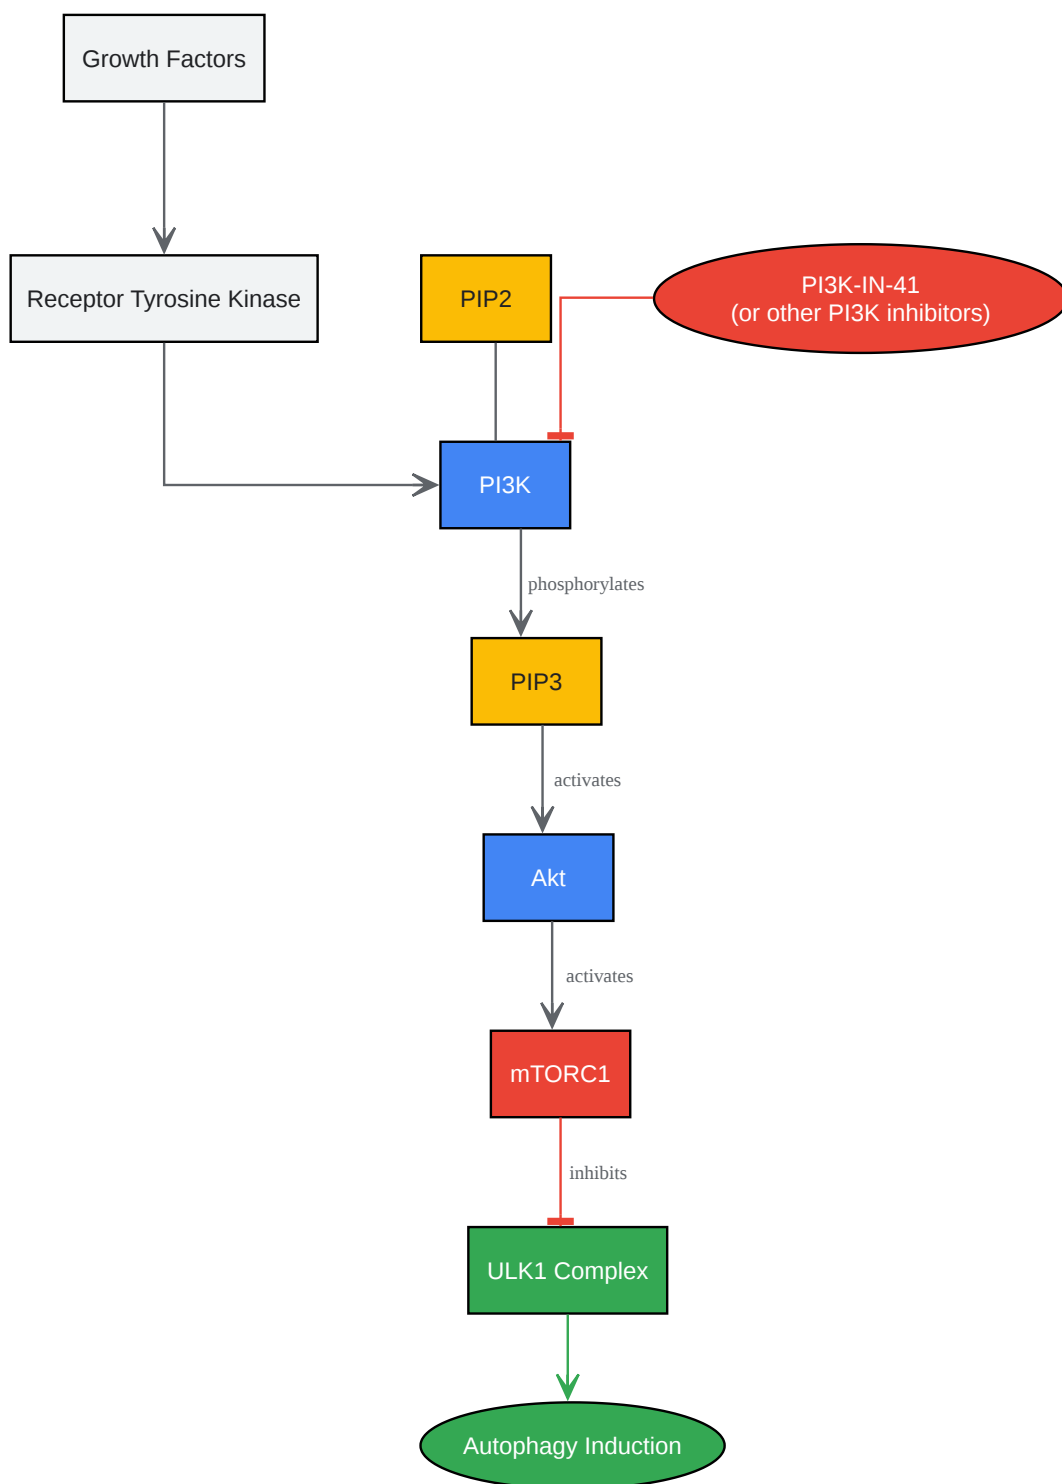 Growth Factors
Receptor Tyrosine Kinase
PIP2
PI3K-IN-41
(or other PI3K inhibitors)
PI3K
phosphorylates
PIP3
activates
Akt
activates
mTORC1
inhibits
ULK1 Complex
Autophagy Induction